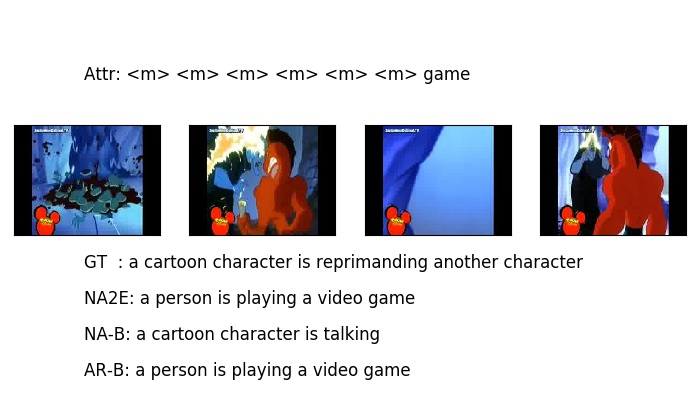 Attr: <m> <m> <m> <m> <m> <m> game
GT  : a cartoon character is reprimanding another character
NA2E: a person is playing a video game
NA-B: a cartoon character is talking
AR-B: a person is playing a video game